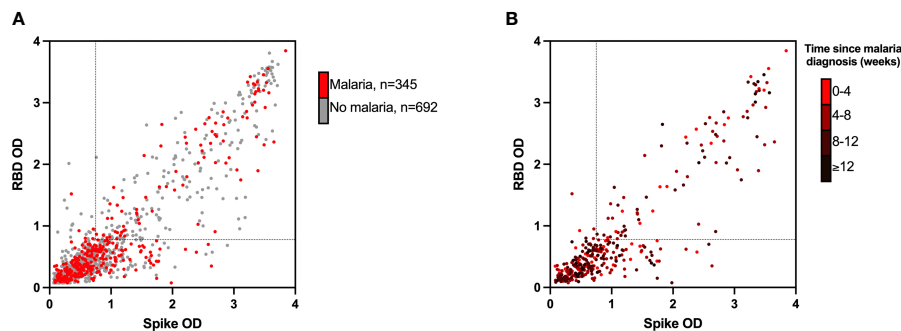 A
RBD OD
4
3
2
1
0
0
1
2
3
4
Spike OD
Malaria, n=345
No malaria, n=692
B
RBD OD
4
3
2
1
0
0
1
2
3
4
Spike OD
Time since malaria
diagnosis (weeks)
0-4
4-8
8-12
≥12